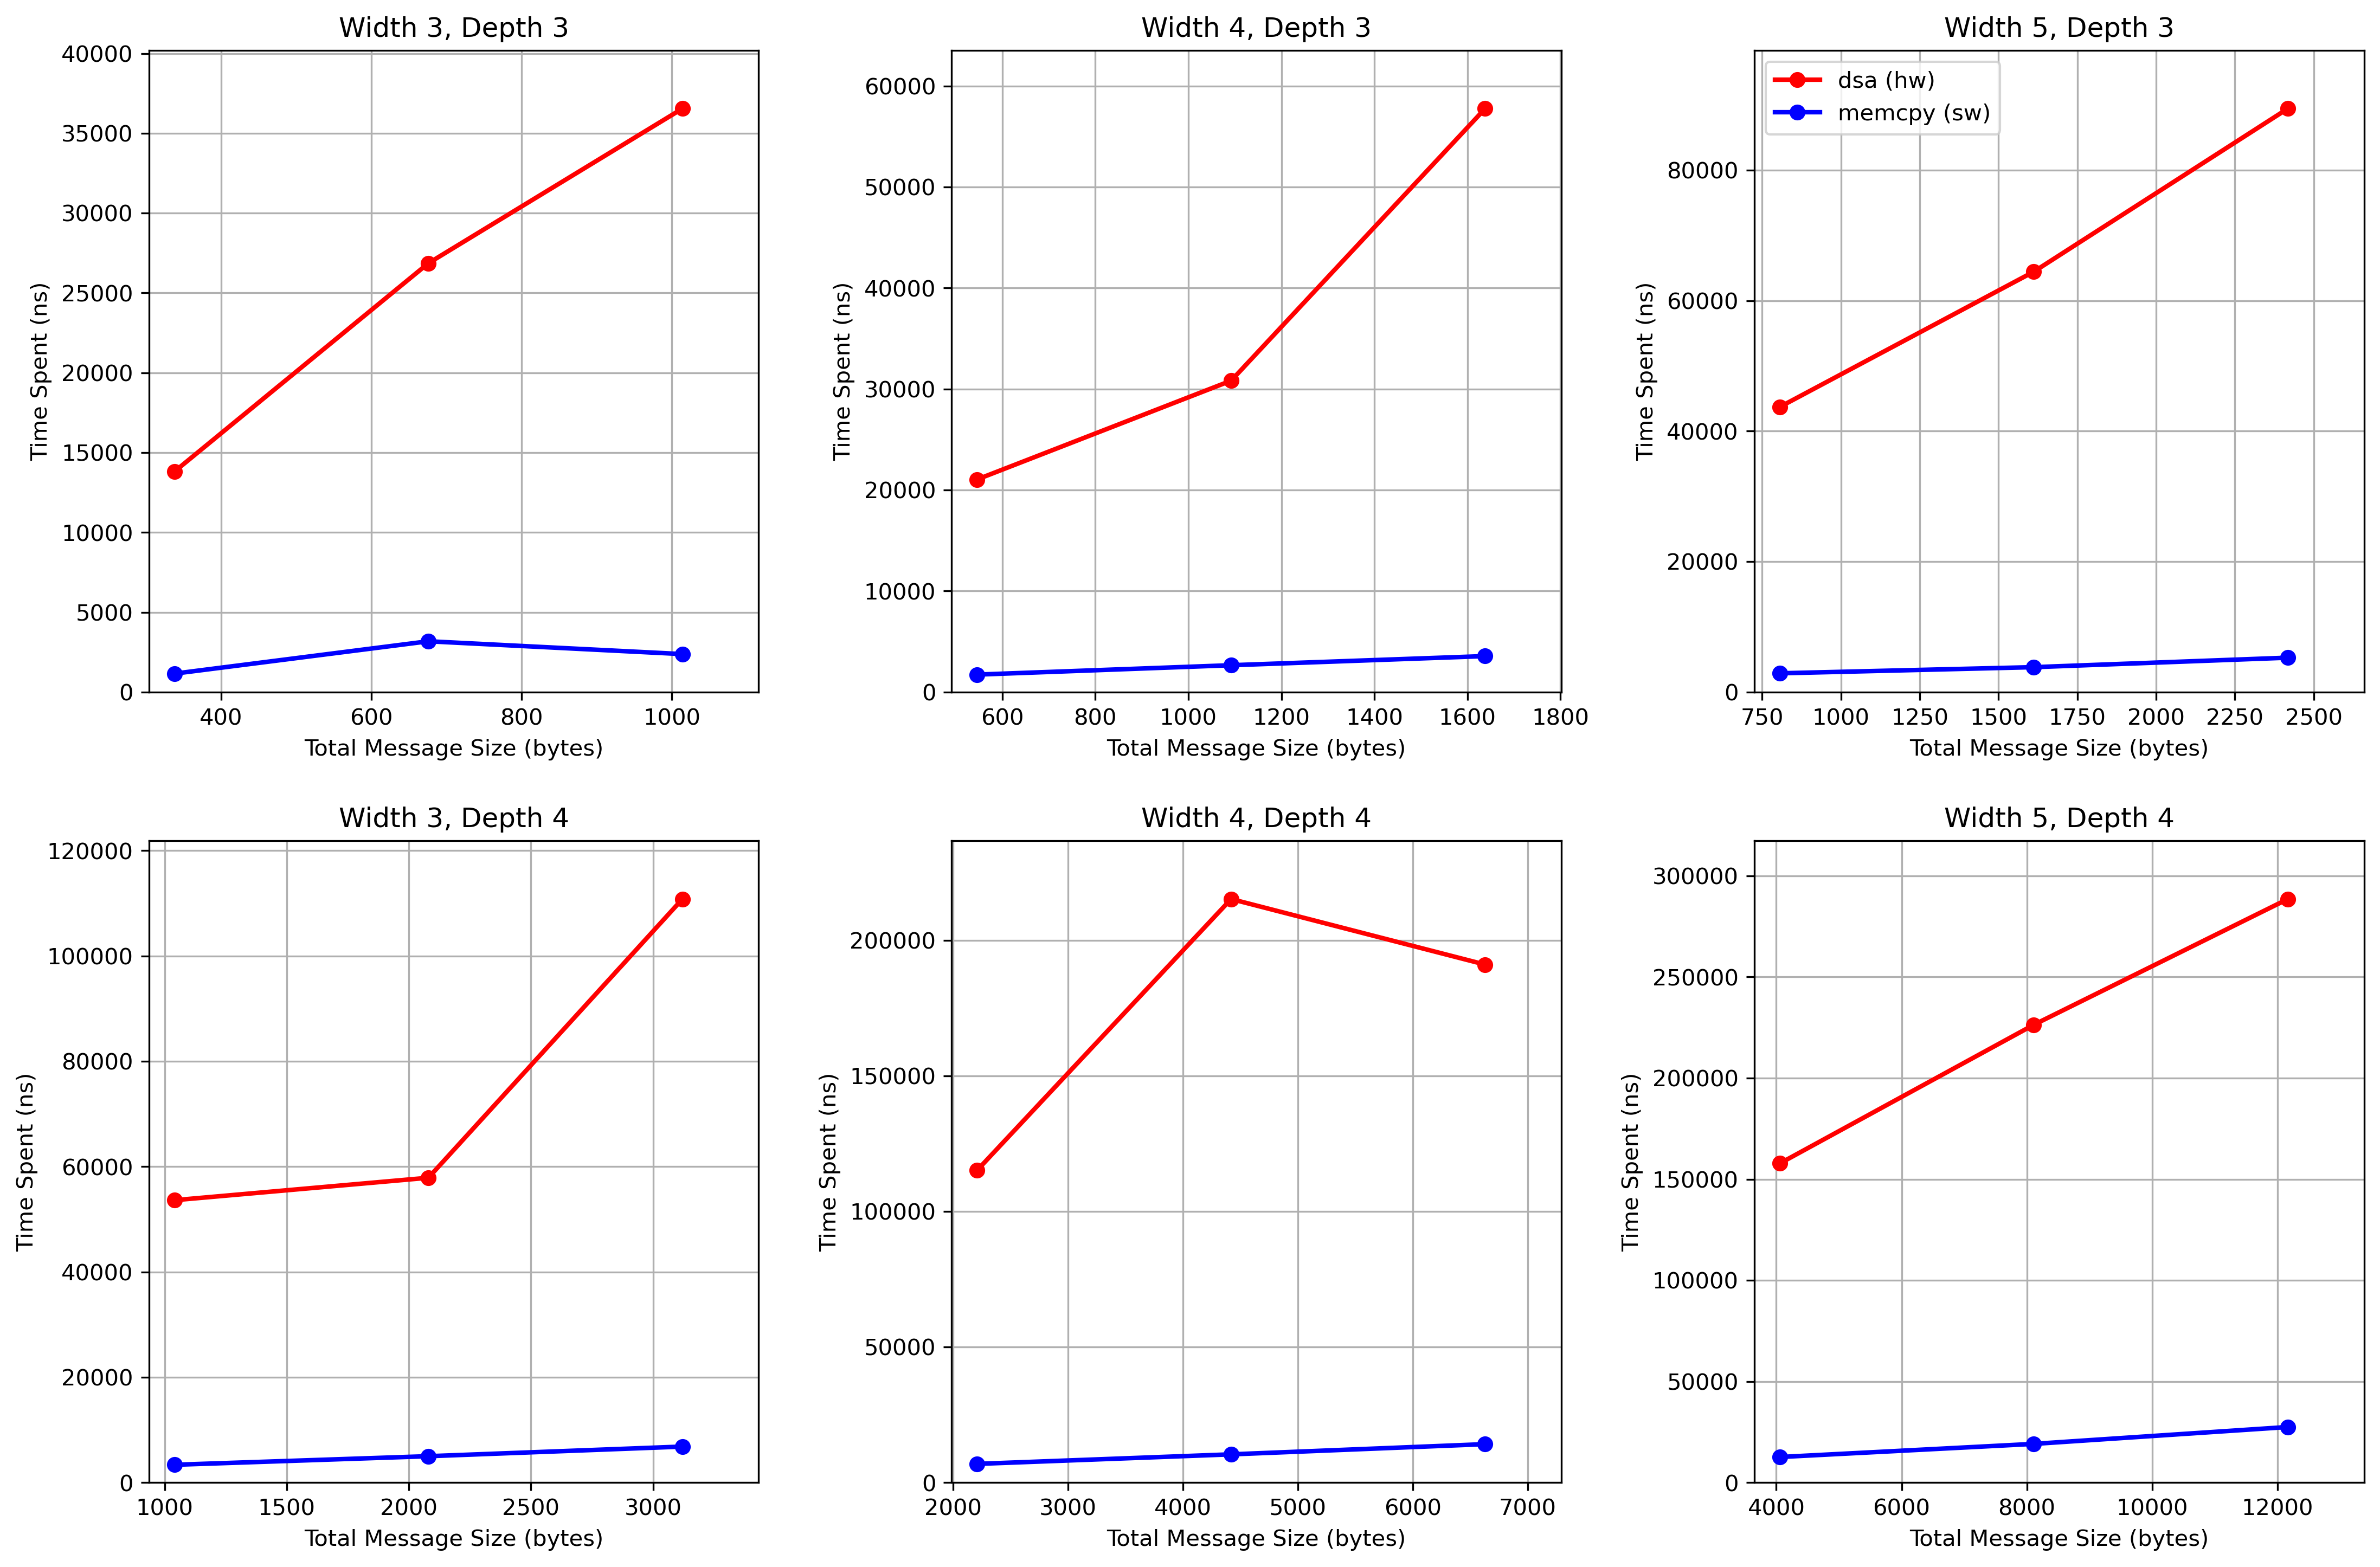 Width 3, Depth 3
40000
35000
30000
25000
20000
15000
10000
5000
0
Time Spent (ns)
400 600 800 1000
Total Message Size (bytes)
Width 4, Depth 3
60000
50000
40000
30000
20000
10000
0
Time Spent (ns)
600 800 1000 1200 1400 1600 1800
Total Message Size (bytes)
Width 5, Depth 3
dsa (hw)
memcpy (sw)
80000
60000
40000
20000
0
Time Spent (ns)
750 1000 1250 1500 1750 2000 2250 2500
Total Message Size (bytes)
Width 3, Depth 4
120000
100000
80000
60000
40000
20000
0
Time Spent (ns)
1000 1500 2000 2500 3000
Total Message Size (bytes)
Width 4, Depth 4
200000
150000
100000
50000
0
Time Spent (ns)
2000 3000 4000 5000 6000 7000
Total Message Size (bytes)
Width 5, Depth 4
300000
250000
200000
150000
100000
50000
0
Time Spent (ns)
4000 6000 8000 10000 12000
Total Message Size (bytes)